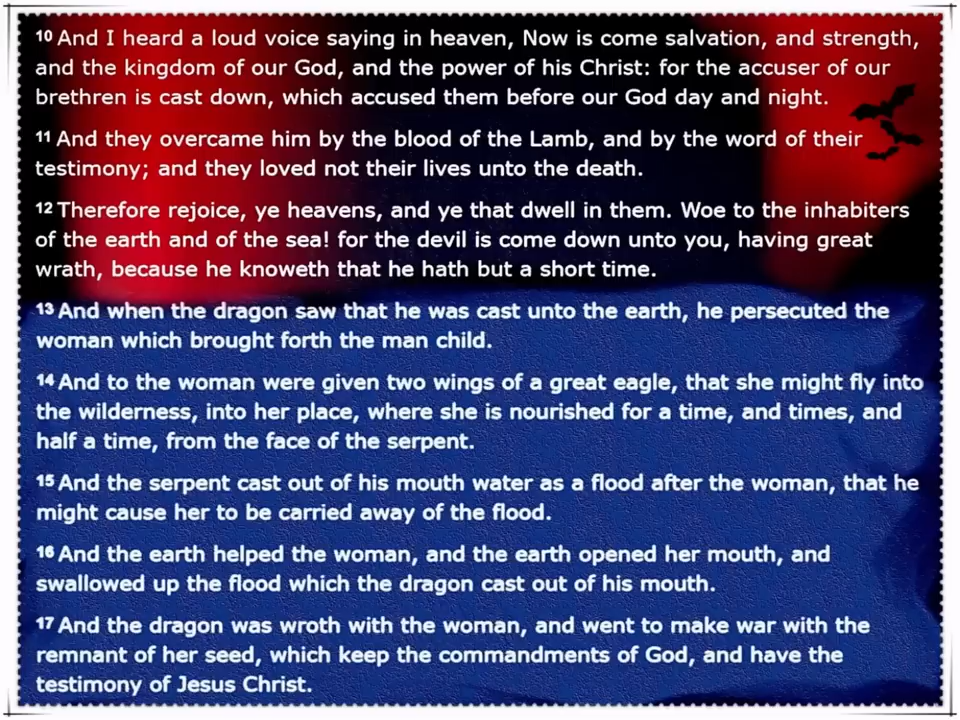 10 And I heard a loud voice saying in heaven, Now is come salvation, and strength,
and the kingdom of our God, and the power of his Christ: for the accuser of our
brethren is cast down, which accused them before our God day and night.
11 And they overcame him by the blood of the Lamb, and by the word of their
testimony; and they loved not their lives unto the death.
12 Therefore rejoice, ye heavens, and ye that dwell in them. Woe to the inhabiters
of the earth and of the sea! for the devil is come down unto you, having great
wrath, because he knoweth that he hath but a short time.
13 And when the dragon saw that he was cast unto the earth, he persecuted the
woman which brought forth the man child.
14 And to the woman were given two wings of a great eagle, that she might fly into
the wilderness, into her place, where she is nourished for a time, and times, and
half a time, from the face of the serpent.
15 And the serpent cast out of his mouth water as a flood after the woman, that he
might cause her to be carried away of the flood.
16 And the earth helped the woman, and the earth opened her mouth, and
swallowed up the flood which the dragon cast out of his mouth.
17 And the dragon was wroth with the woman, and went to make war with the
remnant of her seed, which keep the commandments of God, and have the
testimony of Jesus Christ.